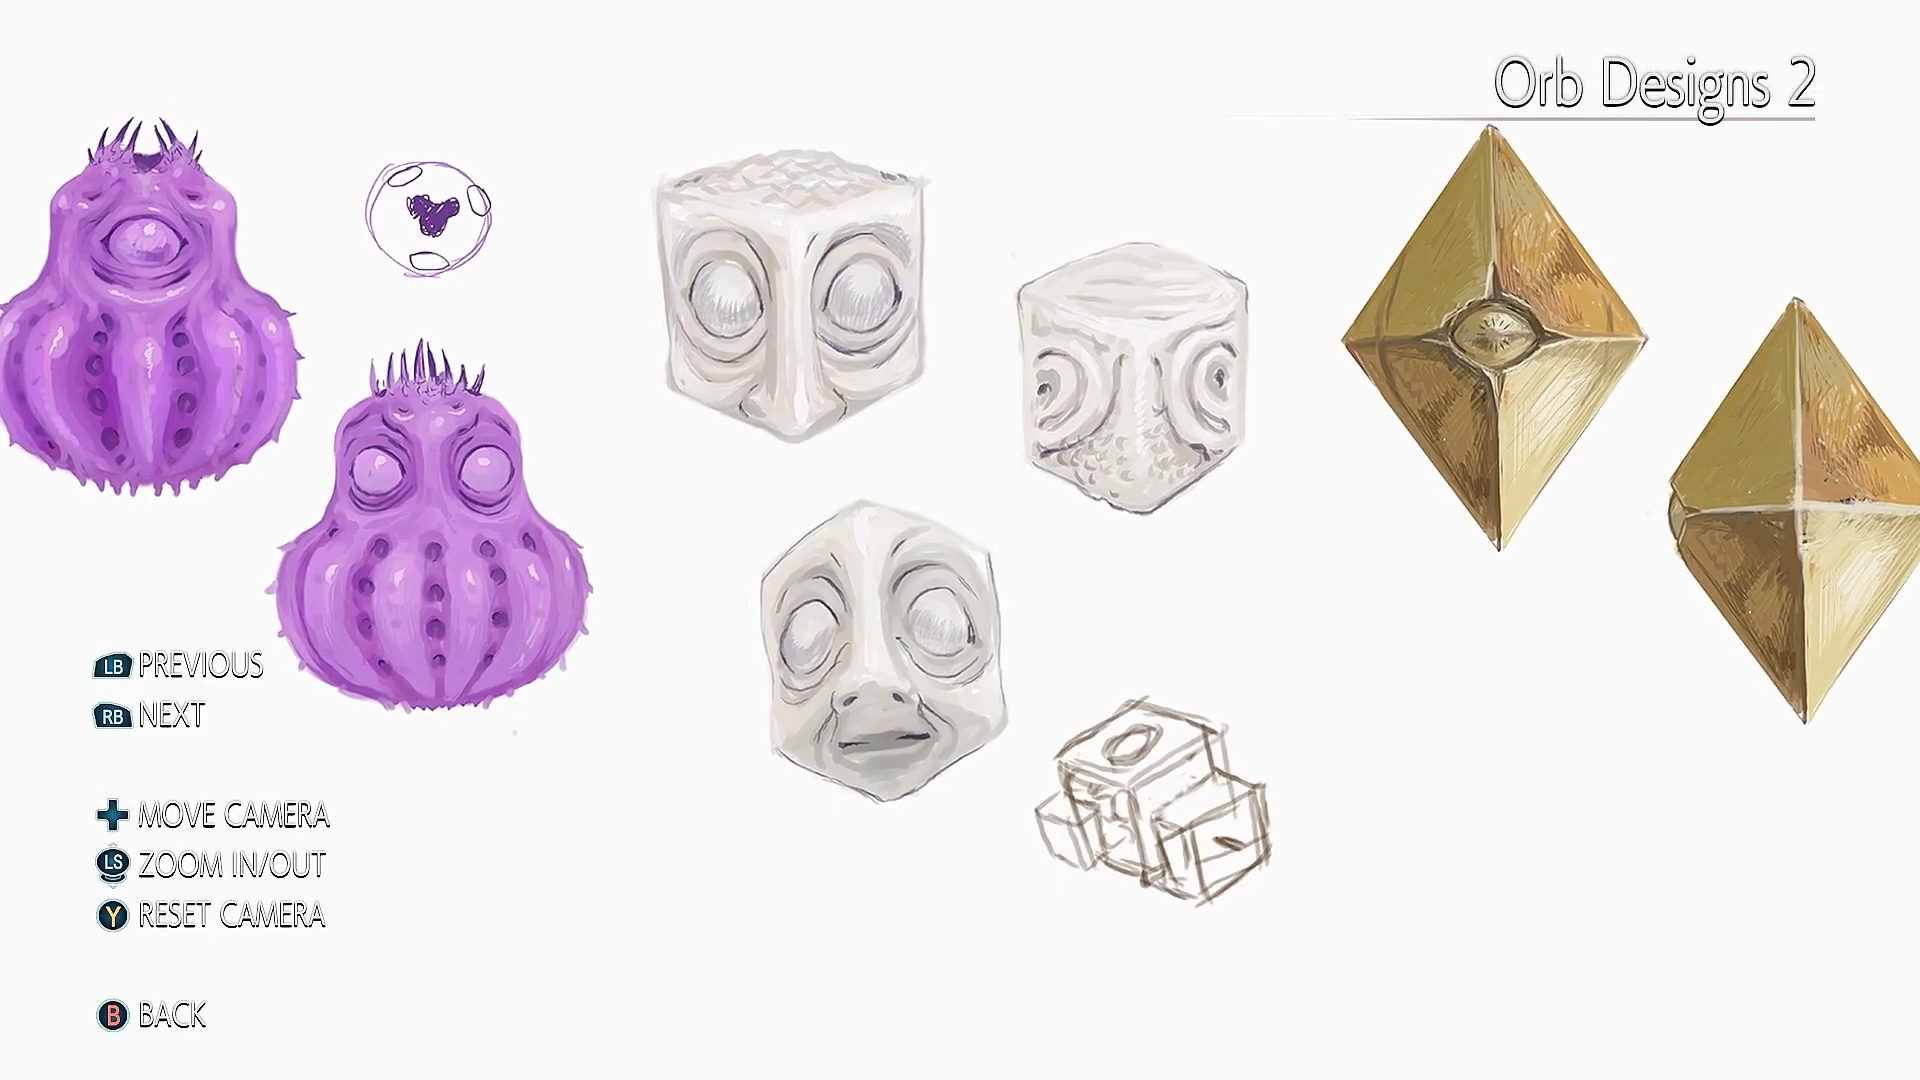 Orb Designs 2
LB PREVIOUS
RB NEXT
MOVE CAMERA
LS ZOOM IN/OUT
Y RESET CAMERA
B BACK